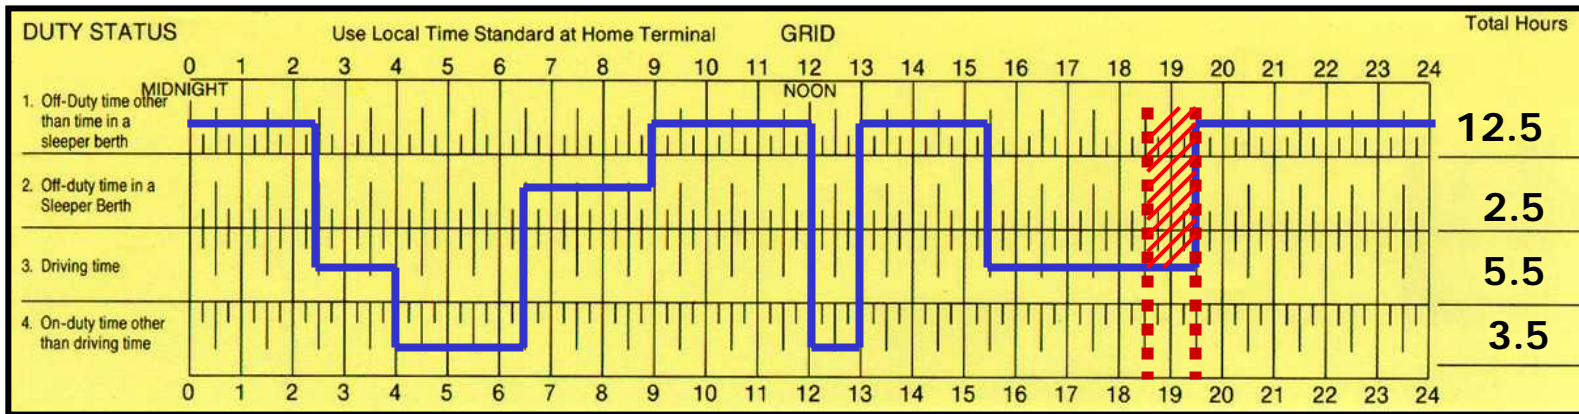 DUTY STATUS Use Local Time Standard at Home Terminal GRID Total Hours
0 1 2 3 4 5 6 7 8 9 10 11 12 13 14 15 16 17 18 19 20 21 22 23 24
MIDNIGHT NOON
1. Off-Duty time other
than time in a
sleeper berth
12.5
2. Off-duty time in a
Sleeper Berth
2.5
3. Driving time
5.5
4. On-duty time other
than driving time
3.5
0 1 2 3 4 5 6 7 8 9 10 11 12 13 14 15 16 17 18 19 20 21 22 23 24